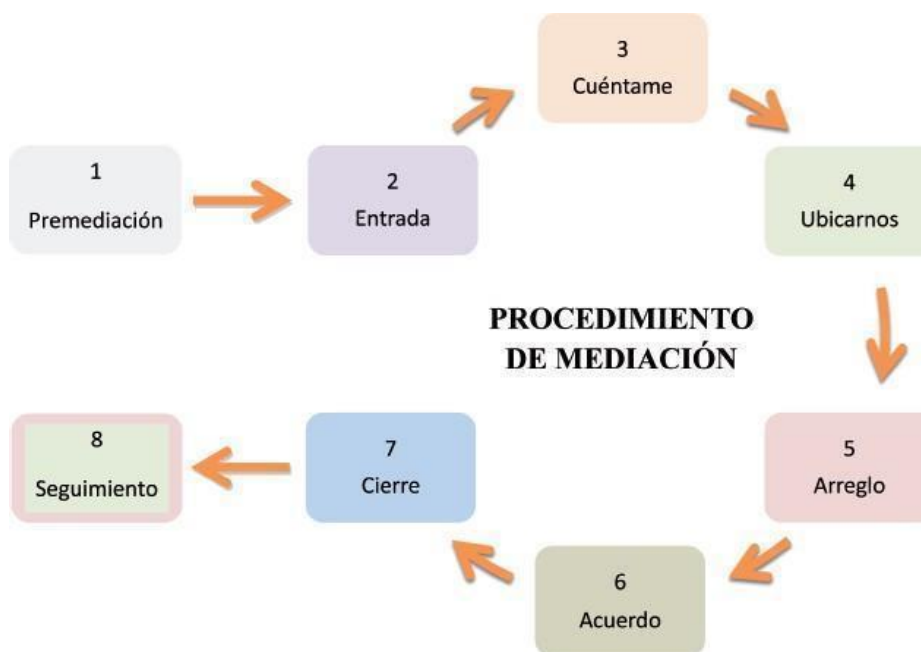 1
Premediación
2
Entrada
3
Cuéntame
4
Ubicarnos
PROCEDIMIENTO
DE MEDIACIÓN
5
Arreglo
6
Acuerdo
7
Cierre
8
Seguimiento